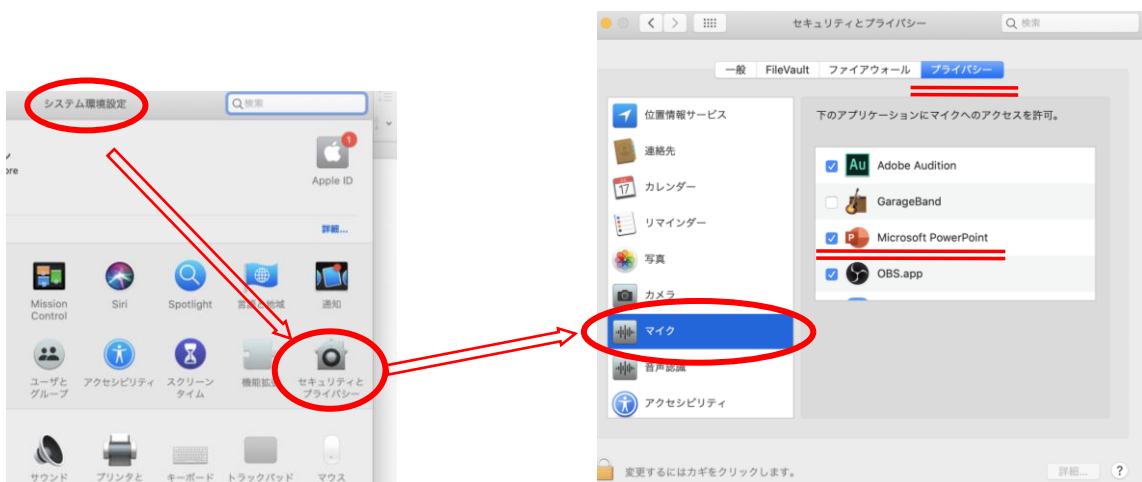 システム環境設定
検索
1
ore
Apple ID
詳細...
Mission
Control
Siri
Spotlight
言語と地域
通知
ユーザと
グループ
アクセシビリティ
スクリーン
タイム
機能拡張
セキュリティと
プライバシー
サウンド
プリンタと
キーボード
トラックパッド
マウス
セキュリティとプライバシー
検索
一般
FileVault
ファイアウォール
プライバシー
位置情報サービス
連絡先
17
カレンダー
リマインダー
写真
カメラ
マイク
音声認識
アクセシビリティ
下のアプリケーションにマイクへのアクセスを許可。
Au
Adobe Audition
GarageBand
Microsoft PowerPoint
OBS.app
変更するにはカギをクリックします。
詳細...
?